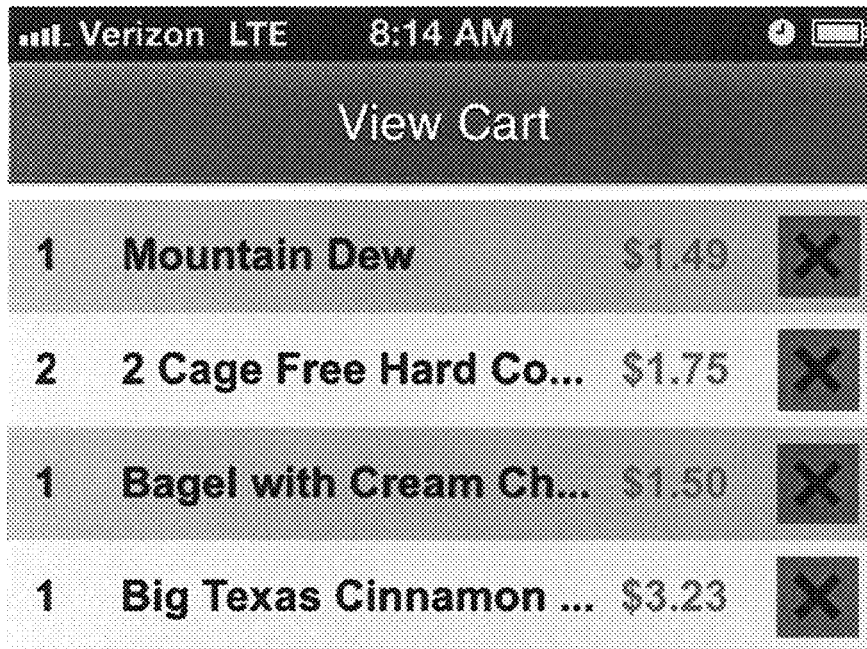 Verizon LTE 8:14 AM
View Cart
1 Mountain Dew $1.49
2 2 Cage Free Hard Co... $1.75
1 Bagel with Cream Ch... $1.50
1 Big Texas Cinnamon ... $3.23